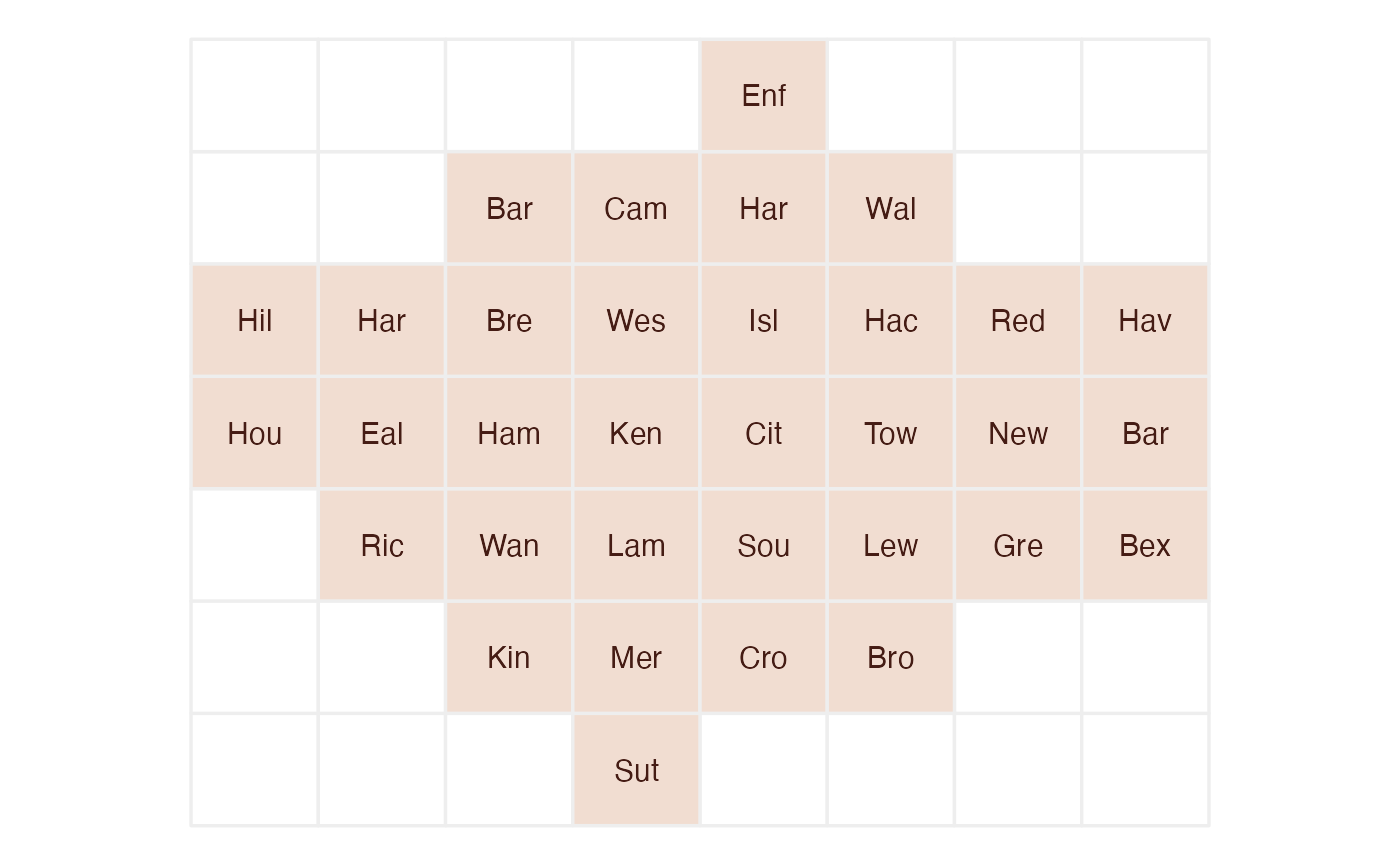 Enf
Bar Cam Har Wal
Hil Har Bre Wes Isl Hac Red Hav
Hou Eal Ham Ken Cit Tow New Bar
Ric Wan Lam Sou Lew Gre Bex
Kin Mer Cro Bro
Sut